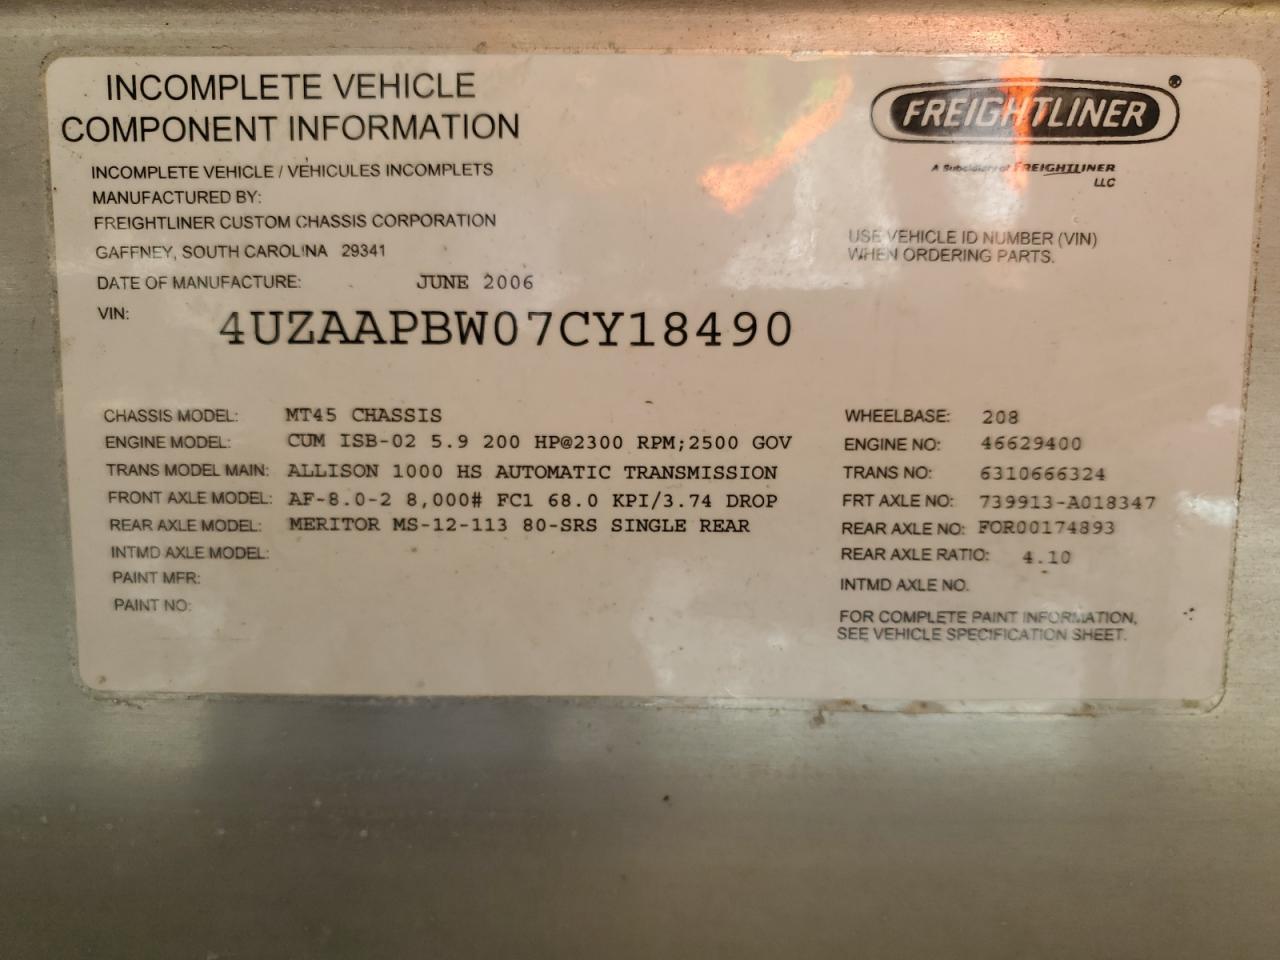 INCOMPLETE VEHICLE
COMPONENT INFORMATION
INCOMPLETE VEHICLE / VÉHICULES INCOMPLETS
MANUFACTURED BY:
FREIGHTLINER CUSTOM CHASSIS CORPORATION
GAFFNEY, SOUTH CAROLINA 29341
DATE OF MANUFACTURE: JUNE 2006
VIN: 4UZAAPBW07CY18490
FREIGHTLINER
A Subsidiary of FREIGHTLINER
LLC
USE VEHICLE ID NUMBER (VIN)
WHEN ORDERING PARTS.
CHASSIS MODEL: MT45 CHASSIS
ENGINE MODEL: CUM ISB-02 5.9 200 HP@2300 RPM;2500 GOV
TRANS MODEL MAIN: ALLISON 1000 HS AUTOMATIC TRANSMISSION
FRONT AXLE MODEL: AF-8.0-2 8,000# FC1 68.0 KPI/3.74 DROP
REAR AXLE MODEL: MERITOR MS-12-113 80-SRS SINGLE REAR
INTMD AXLE MODEL:
PAINT MFR:
PAINT NO:
WHEELBASE: 208
ENGINE NO: 46629400
TRANS NO: 6310666324
FRT AXLE NO: 739913-A018347
REAR AXLE NO: FOR00174893
REAR AXLE RATIO: 4.10
INTMD AXLE NO.
FOR COMPLETE PAINT INFORMATION,
SEE VEHICLE SPECIFICATION SHEET.